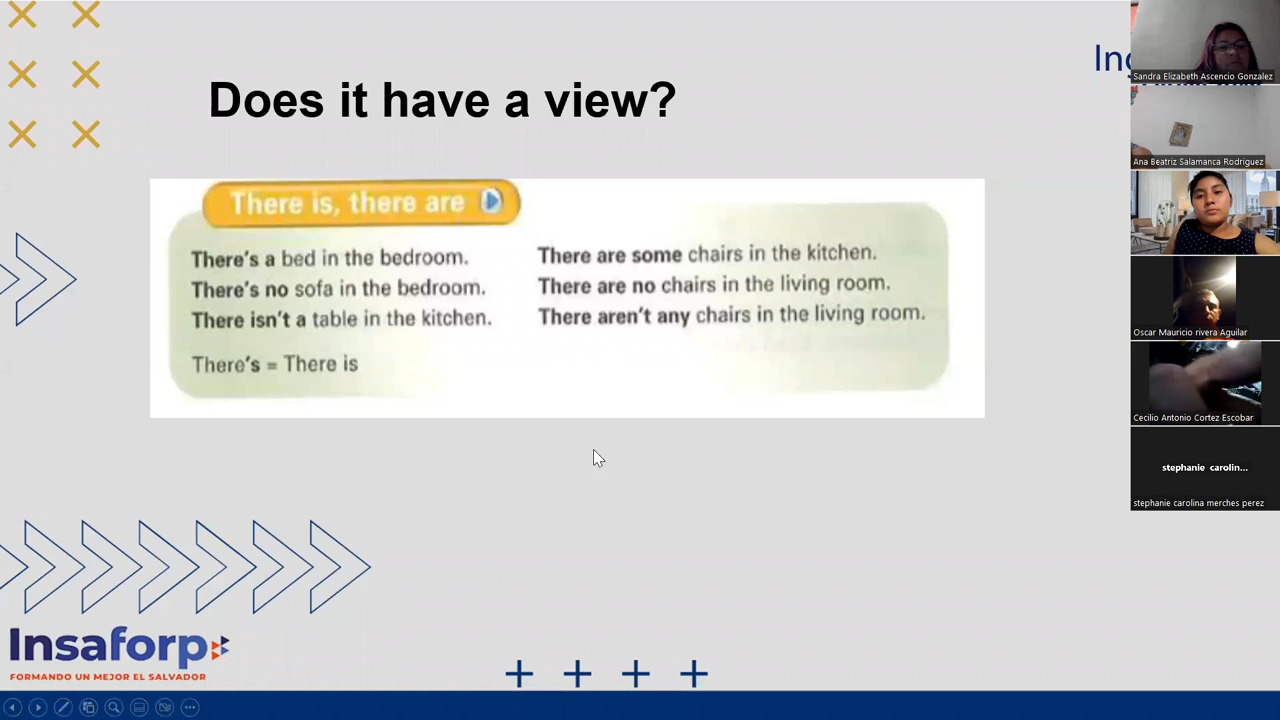 Does it have a view?
There is, there are
There's a bed in the bedroom.
There's no sofa in the bedroom.
There isn't a table in the kitchen.
There's = There is
There are some chairs in the kitchen.
There are no chairs in the living room.
There aren't any chairs in the living room.
Insaforp
FORMANDO UN MEJOR EL SALVADOR
Sandra Elizabeth Ascencio Gonzalez
Ana Beatriz Salamanca Rodriguez
Oscar Mauricio rivera Aguilar
Cecilio Antonio Cortez Escobar
stephanie carolin...
stephanie carolina merches perez